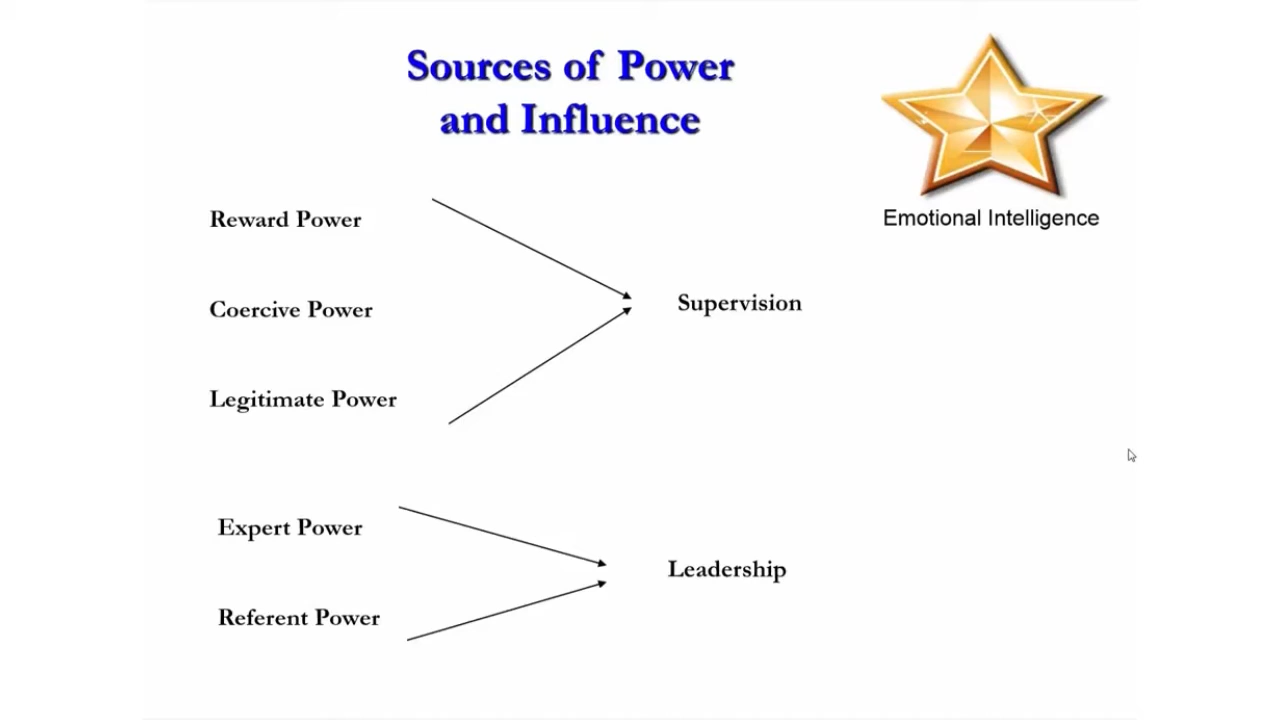 Sources of Power
and Influence
Emotional Intelligence
Reward Power
Coercive Power
Supervision
Legitimate Power
Expert Power
Leadership
Referent Power